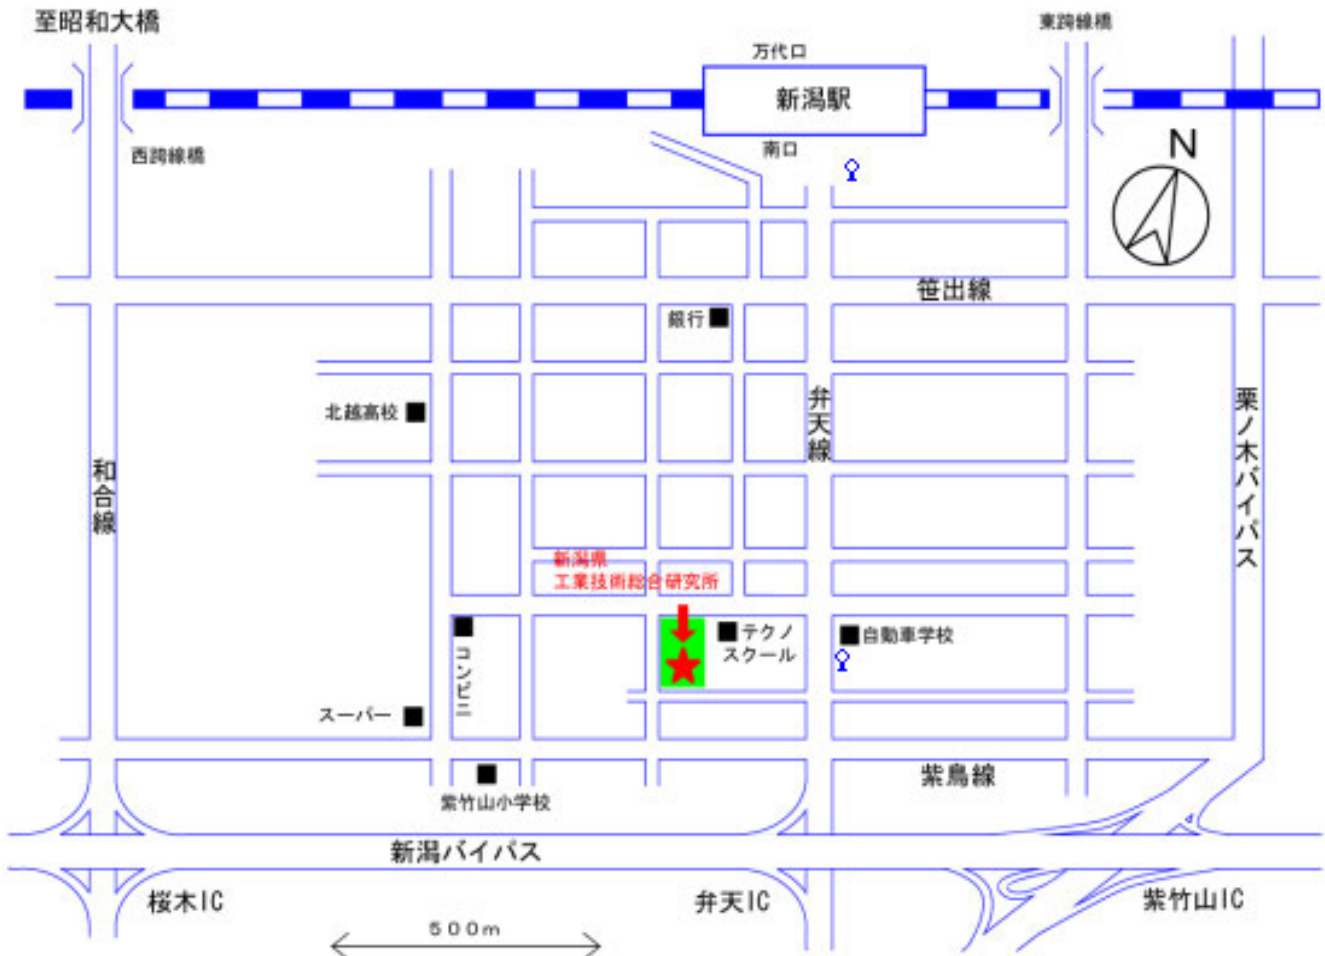 至昭和大橋
東跨線橋
万代口
新潟駅
西跨線橋
南口
N
笹出線
銀行
北越高校
弁天線
栗ノ木バイパス
和合線
新潟県
工業技術総合研究所
コンビニ
テクノ
スクール
自動車学校
スーパー
紫鳥線
紫竹山小学校
新潟バイパス
桜木IC
弁天IC
紫竹山IC
500m